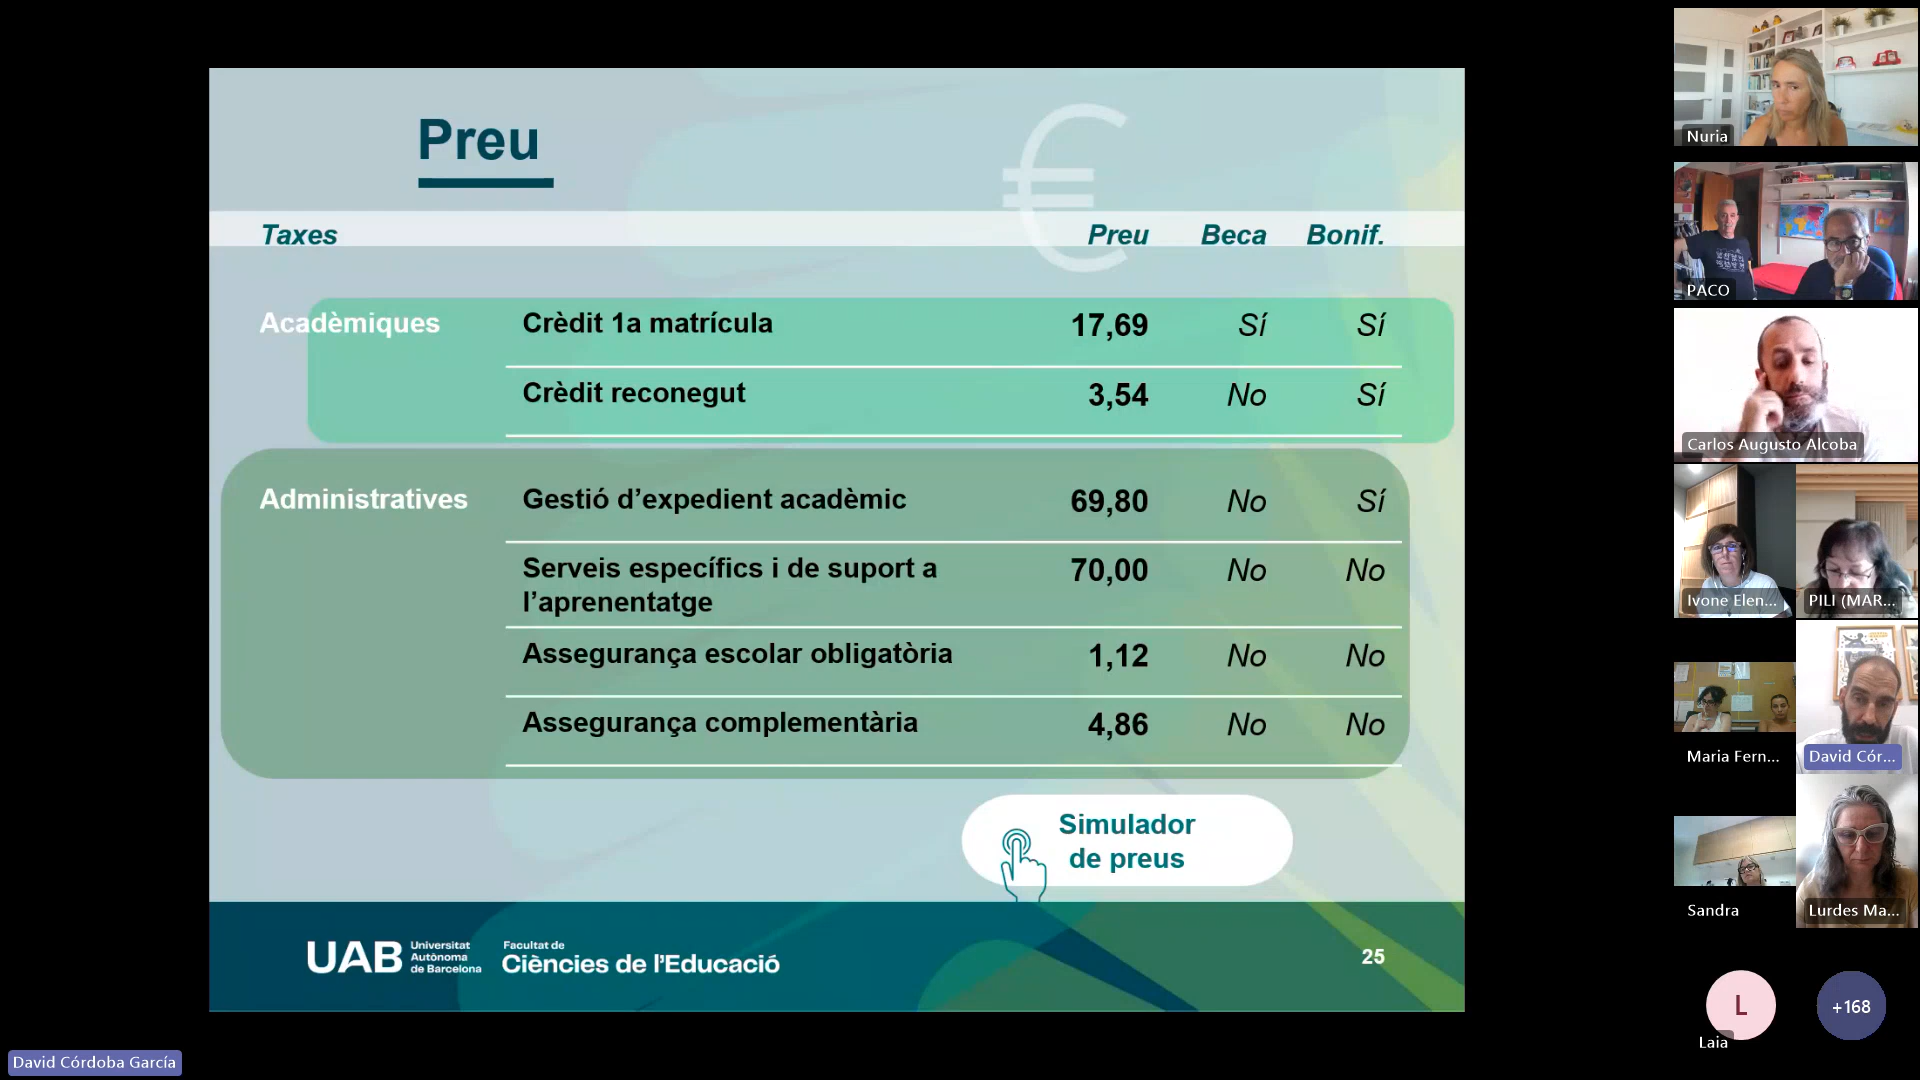 Preu
€
Taxes Preu Beca Bonif.
Acadèmiques Crèdit 1a matrícula 17,69 Sí Sí
Crèdit reconegut 3,54 No Sí
Administratives Gestió d’expedient acadèmic 69,80 No Sí
Serveis específics i de suport a
l’aprenentatge 70,00 No No
Assegurança escolar obligatòria 1,12 No No
Assegurança complementària 4,86 No No
Simulador
de preus
UAB Universitat
Autònoma
de Barcelona
Facultat de
Ciències de l’Educació
25
David Córdoba García
Nuria
PACO
Carlos Augusto Alcoba
Ivone Elen...
PILI (MAR...
Maria Fern...
David Cór...
Sandra
Lurdes Ma...
L
Laia
+168